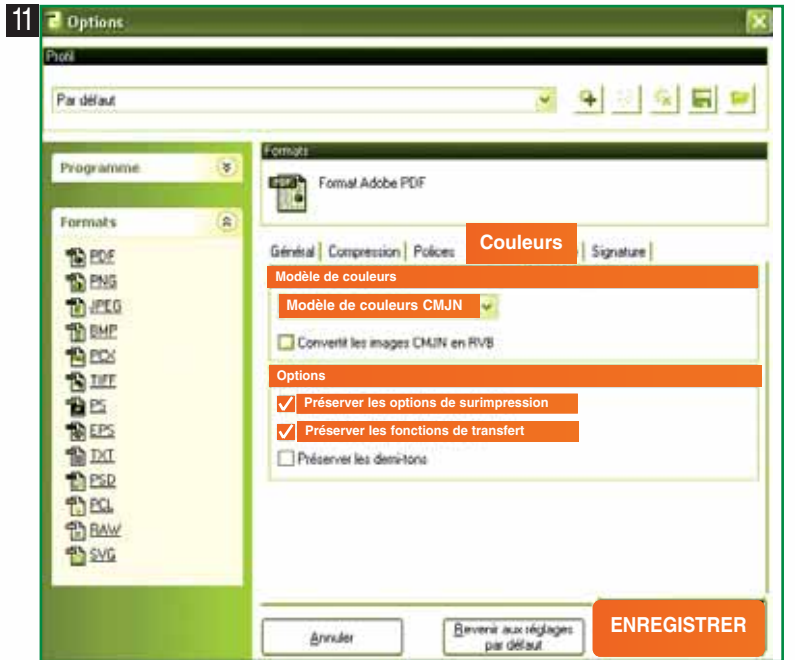 11
Options
Profil
Par défaut
Programme
Formats
PDF
PNG
JPEG
BMP
PCX
TIFF
PS
EPS
TXT
PSD
PCL
RAW
SVG
Formats
Format Adobe PDF
Général Compression Polices Couleurs Signature
Modèle de couleurs
Modèle de couleurs CMJN
Convertit les images CMJN en RVB
Options
Préserver les options de surimpression
Préserver les fonctions de transfert
Préserver les demi-tons
Annuler
Revenir aux réglages
par défaut
ENREGISTRER